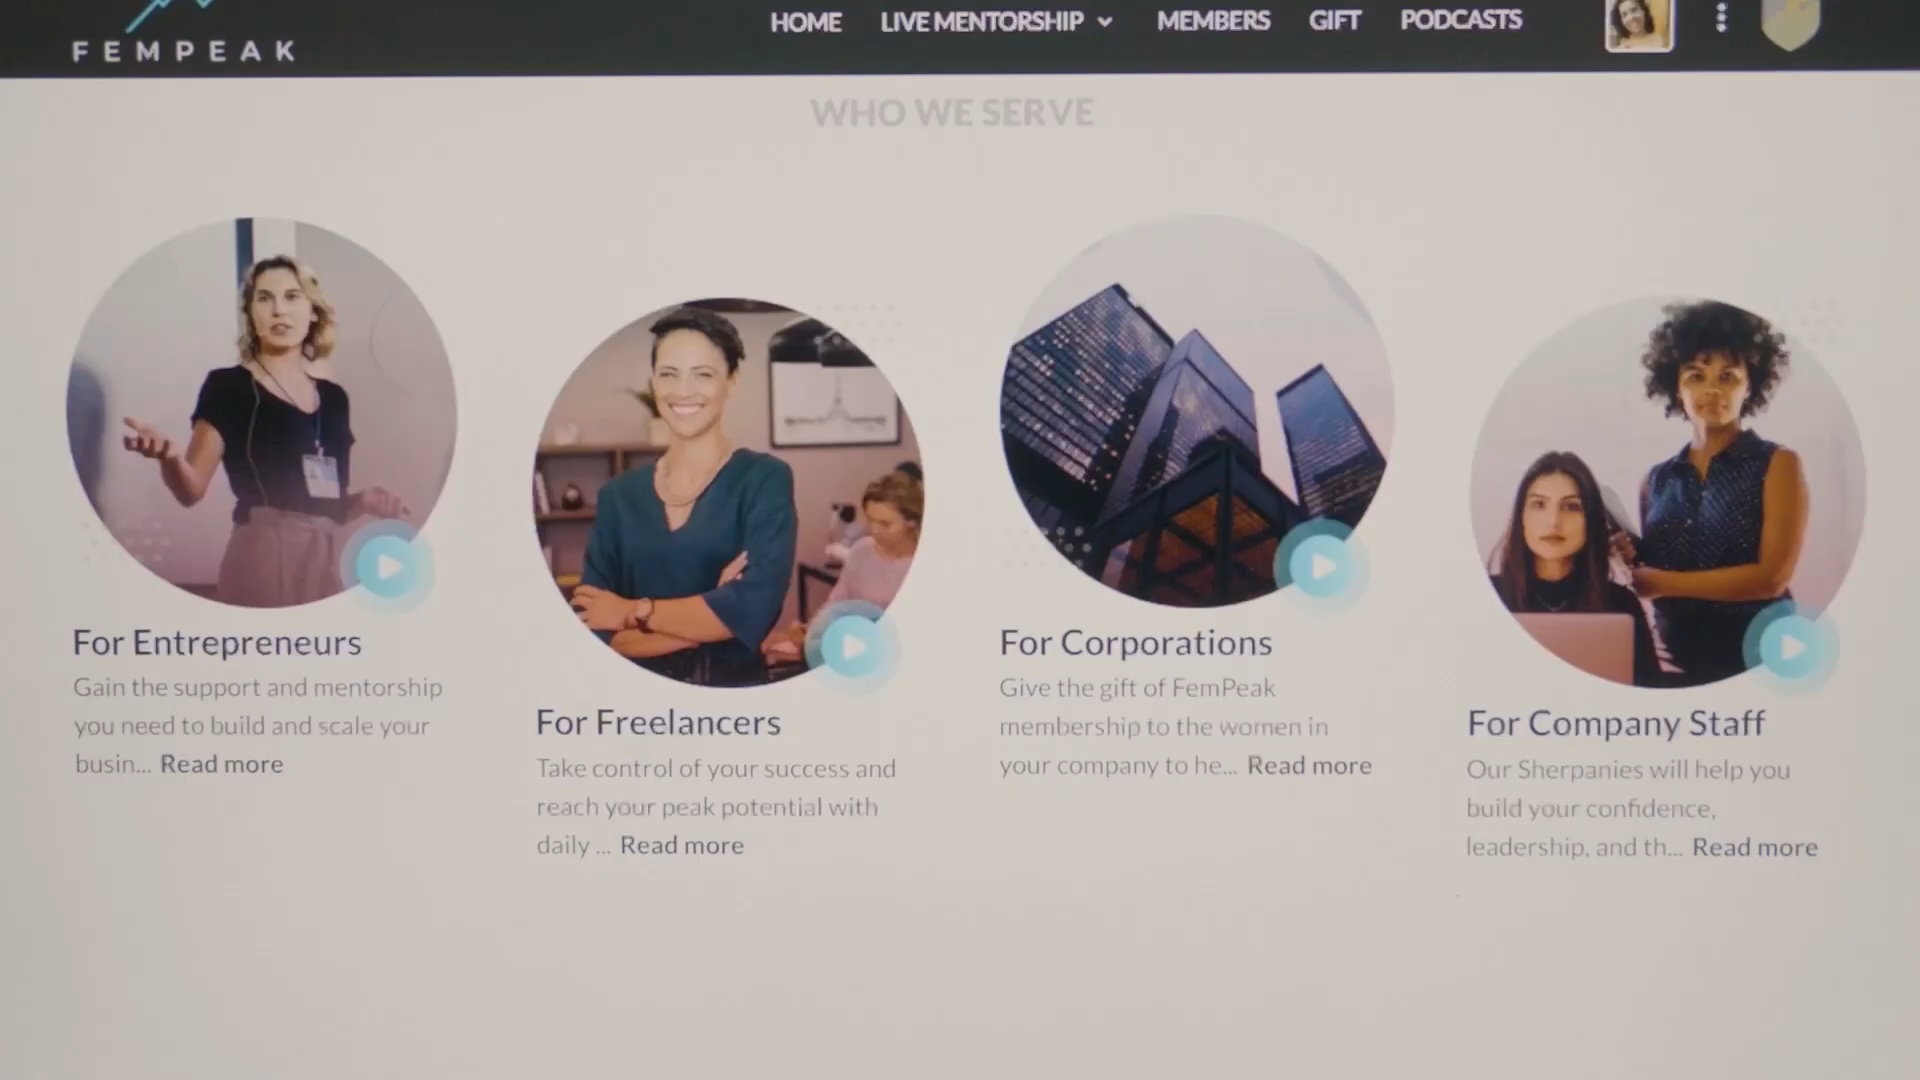 FEMPEAK
HOME LIVE MENTORSHIP MEMBERS GIFT PODCASTS
WHO WE SERVE
For Entrepreneurs
Gain the support and mentorship
you need to build and scale your
busin... Read more
For Freelancers
Take control of your success and
reach your peak potential with
daily ... Read more
For Corporations
Give the gift of FemPeak
membership to the women in
your company to he... Read more
For Company Staff
Our Sherpanies will help you
build your confidence,
leadership, and th... Read more